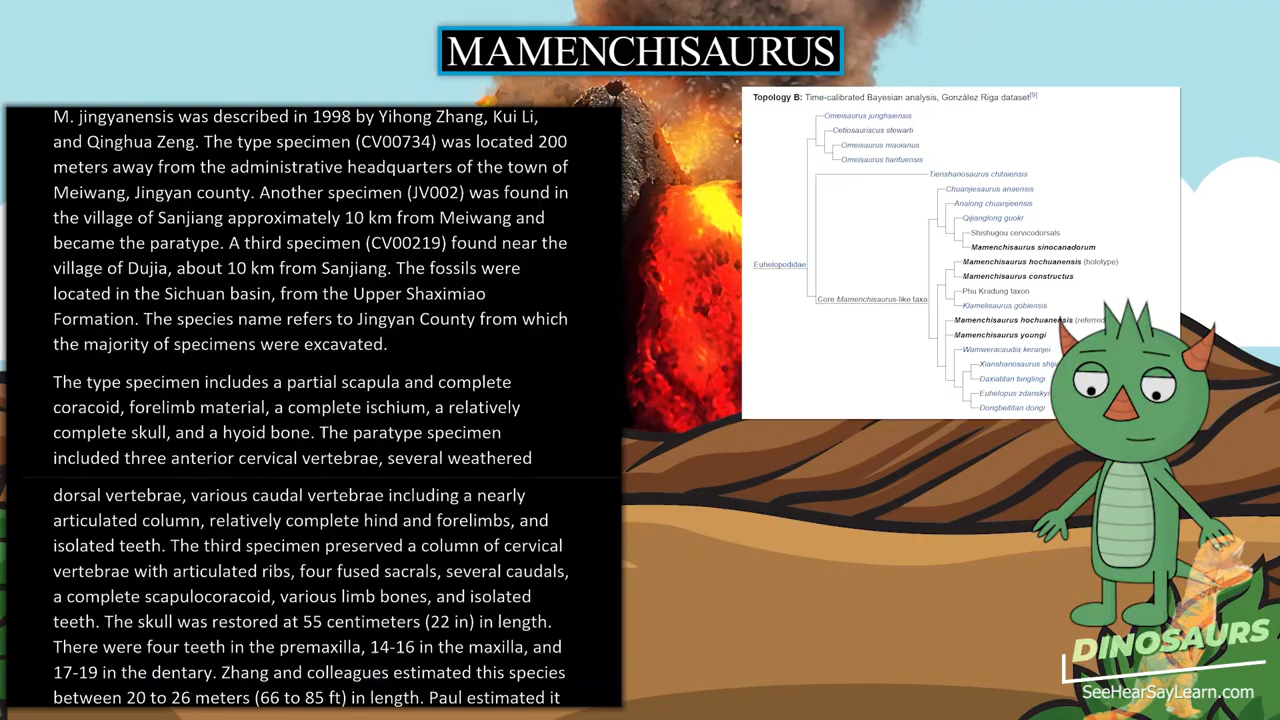 MAMENCHISAURUS
M. jingyanensis was described in 1998 by Yihong Zhang, Kui Li,
and Qinghua Zeng. The type specimen (CV00734) was located 200
meters away from the administrative headquarters of the town of
Meiwang, Jingyan county. Another specimen (JV002) was found in
the village of Sanjiang approximately 10 km from Meiwang and
became the paratype. A third specimen (CV00219) found near the
village of Dujia, about 10 km from Sanjiang. The fossils were
located in the Sichuan basin from the Upper Shaximiao
Formation. The species name refers to Jingyan County from which
the majority of specimens were excavated.
The type specimen includes a partial scapula and complete
coracoid, forelimb material, a complete ischium, a relatively
complete skull, and a hyoid bone. The paratype specimen
included three anterior cervical vertebrae, several weathered
dorsal vertebrae, various caudal vertebrae including a nearly
articulated column, relatively complete hind and forelimbs, and
isolated teeth. The third specimen preserved a column of cervical
vertebrae with articulated ribs, four fused sacrals, several caudals,
a complete scapulocoracoid, various limb bones, and isolated
teeth. The skull was restored at 55 centimeters (22 in) in length.
There were four teeth in the premaxilla, 14-16 in the maxilla, and
17-19 in the dentary. Zhang and colleagues estimated this species
between 20 to 26 meters (66 to 85 ft) in length. Paul estimated it
Topology B: Time-calibrated Bayesian analysis, González Riga dataset[9]
Omeisaurus junghsiensis
Cetiosauriscus stewarti
Omeisaurus maoianus
Omeisaurus tianfuensis
Tienshanosaurus chitaiensis
Chuanjiesaurus anaensis
Analong chuanjieensis
Qijianglong guokr
Shishugou cervicodorsals
Mamenchisaurus sinocanadorum
Euhelopodidae
Mamenchisaurus hochuanensis (holotype)
Mamenchisaurus constructus
Phu Kradung taxon
Core Mamenchisaurus-like taxa
Klamelisaurus gobiensis
Mamenchisaurus hochuanensis (referred
Mamenchisaurus youngi
Wamweracaudia keranjei
Xianshanosaurus
Daxiatitan binglingi
Euhelopus zdanskyi
Dongbeititan dongi
DINOSAURS
SeeHearSayLearn.com